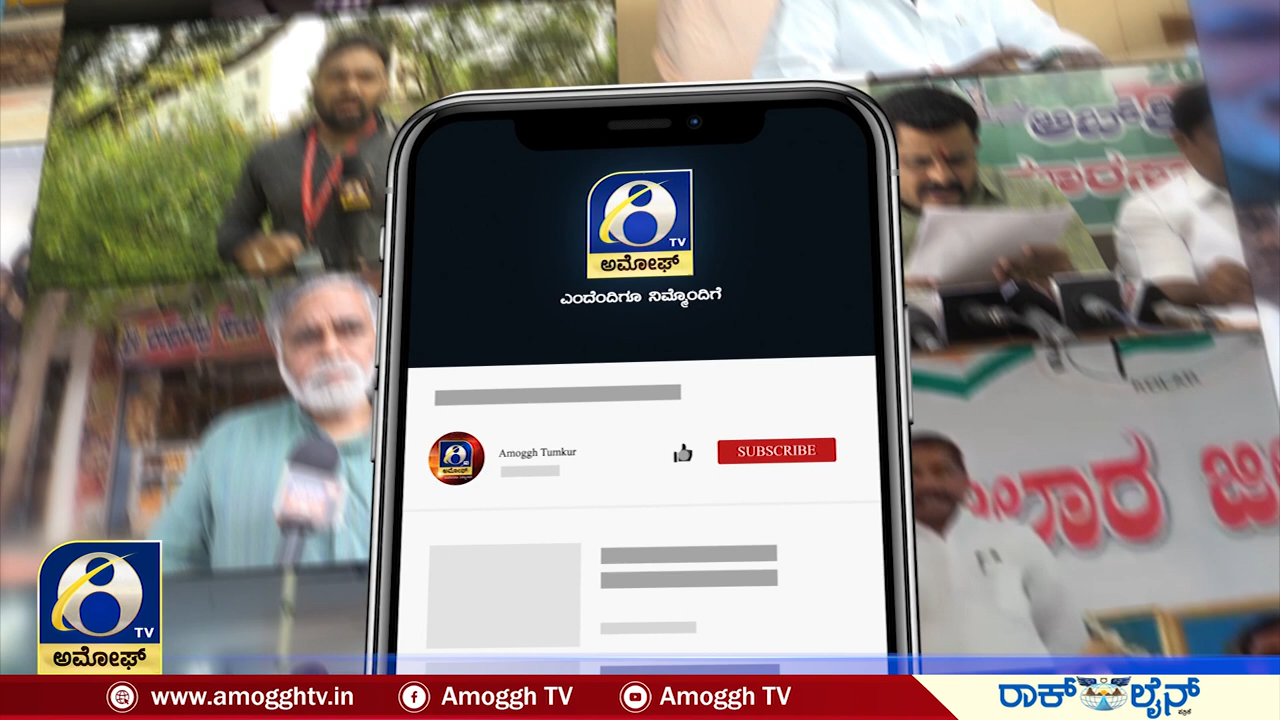 TV
ಅಮೋಘ್
ಎಂದೆಂದಿಗೂ ನಿಮ್ಮೊಂದಿಗೆ
Amoggh Tumkur
SUBSCRIBE
TV
ಅಮೋಘ್
www.amogghtv.in
Amoggh TV
Amoggh TV
ರಾಕ್ ಲೈನ್